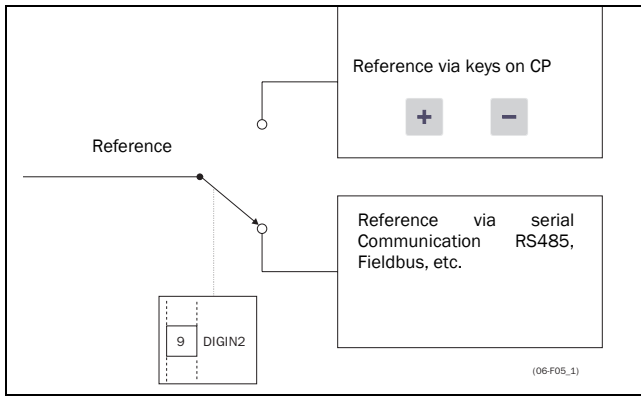 Reference via keys on CP
+ −
Reference
Reference via serial
Communication RS485,
Fieldbus, etc.
9 DIGIN2
(06-F05_1)